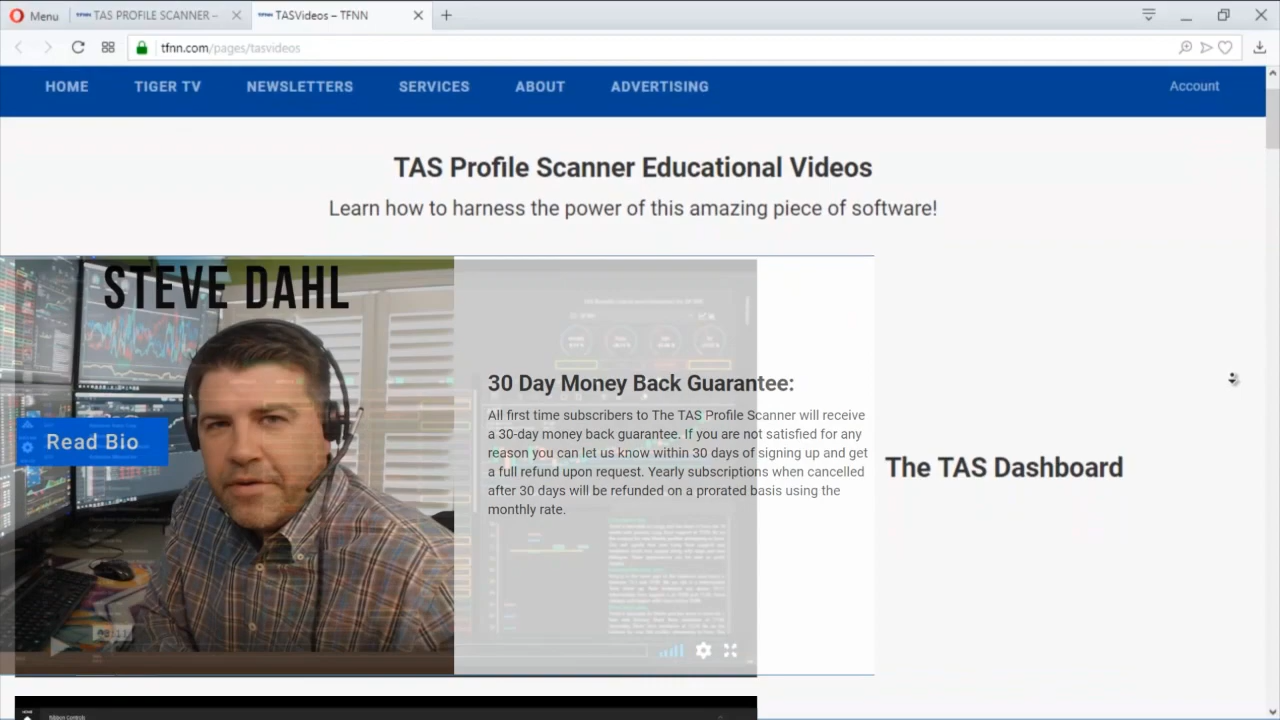 Menu
TAS PROFILE SCANNER –
TASVideos – TFNN
tfnn.com/pages/tasvideos
HOME
TIGER TV
NEWSLETTERS
SERVICES
ABOUT
ADVERTISING
Account
TAS Profile Scanner Educational Videos
Learn how to harness the power of this amazing piece of software!
STEVE DAHL
Read Bio
30 Day Money Back Guarantee:
All first time subscribers to The TAS Profile Scanner will receive
a 30-day money back guarantee. If you are not satisfied for any
reason you can let us know within 30 days of signing up and get
a full refund upon request. Yearly subscriptions when cancelled
after 30 days will be refunded on a prorated basis using the
monthly rate.
The TAS Dashboard
HOME
Ribbon Controls